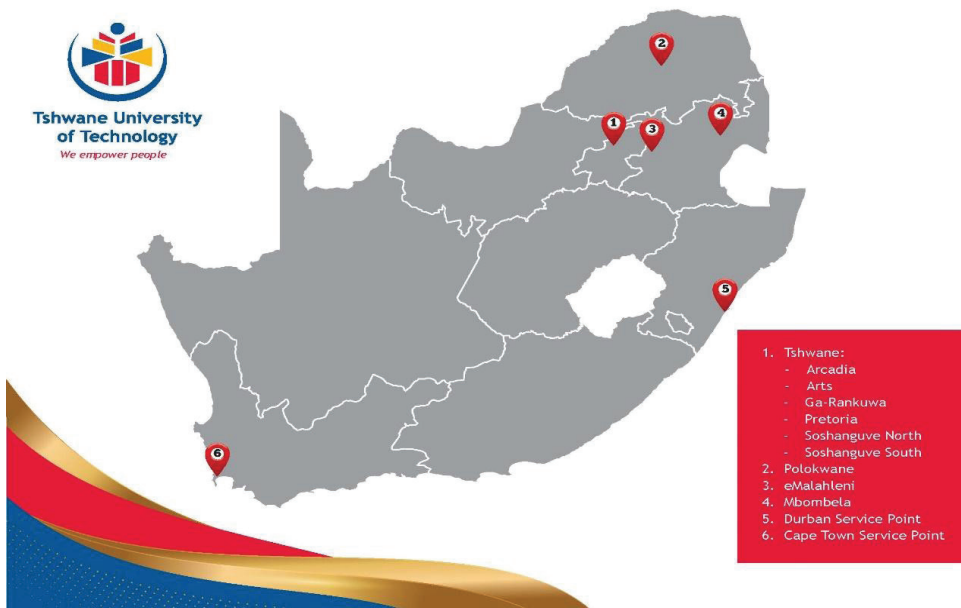 Tshwane University
of Technology
We empower people
2
1
3
4
5
6
1. Tshwane:
- Arcadia
- Arts
- Ga-Rankuwa
- Pretoria
- Soshanguve North
- Soshanguve South
2. Polokwane
3. eMalahleni
4. Mbombela
5. Durban Service Point
6. Cape Town Service Point